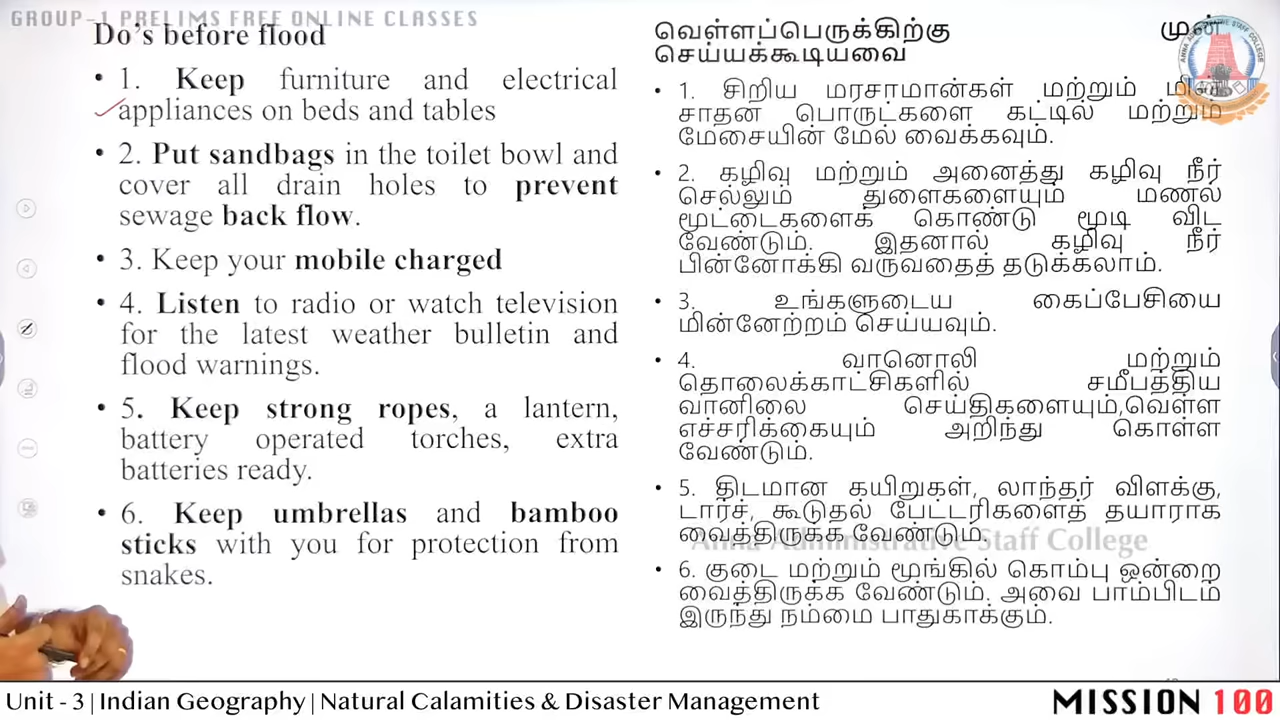 GROUP-1 PRELIMS FREE ONLINE CLASSES
Do's before flood
• 1. Keep furniture and electrical
appliances on beds and tables
• 2. Put sandbags in the toilet bowl and
cover all drain holes to prevent
sewage back flow.
• 3. Keep your mobile charged
• 4. Listen to radio or watch television
for the latest weather bulletin and
flood warnings.
• 5. Keep strong ropes, a lantern,
battery operated torches, extra
batteries ready.
• 6. Keep umbrellas and bamboo
sticks with you for protection from
snakes.
வெள்ளப்பெருக்கிற்கு முன்
செய்யக்கூடியவை
• 1. சிறிய மரசாமான்கள் மற்றும் மின்
சாதன பொருட்களை கட்டில் மற்றும்
மேசையின் மேல் வைக்கவும்.
• 2. கழிவு மற்றும் அனைத்து கழிவு நீர்
செல்லும் துளைகளையும் மணல்
மூட்டைகளைக் கொண்டு மூடி விட
வேண்டும். இதனால் கழிவு நீர்
பின்னோக்கி வருவதைத் தடுக்கலாம்.
• 3. உங்களுடைய கைப்பேசியை
மின்னேற்றம் செய்யவும்.
• 4. வானொலி மற்றும்
தொலைக்காட்சிகளில் சமீபத்திய
வானிலை செய்திகளையும்,வெள்ள
எச்சரிக்கையும் அறிந்து கொள்ள
வேண்டும்.
• 5. திடமான கயிறுகள், லாந்தர் விளக்கு,
டார்ச், கூடுதல் பேட்டரிகளைத் தயாராக
வைத்திருக்க வேண்டும்.
Anna Administrative Staff College
• 6. குடை மற்றும் மூங்கில் கொம்பு ஒன்றை
வைத்திருக்க வேண்டும். அவை பாம்பிடம்
இருந்து நம்மை பாதுகாக்கும்.
Unit - 3 | Indian Geography | Natural Calamities & Disaster Management
MISSION 100